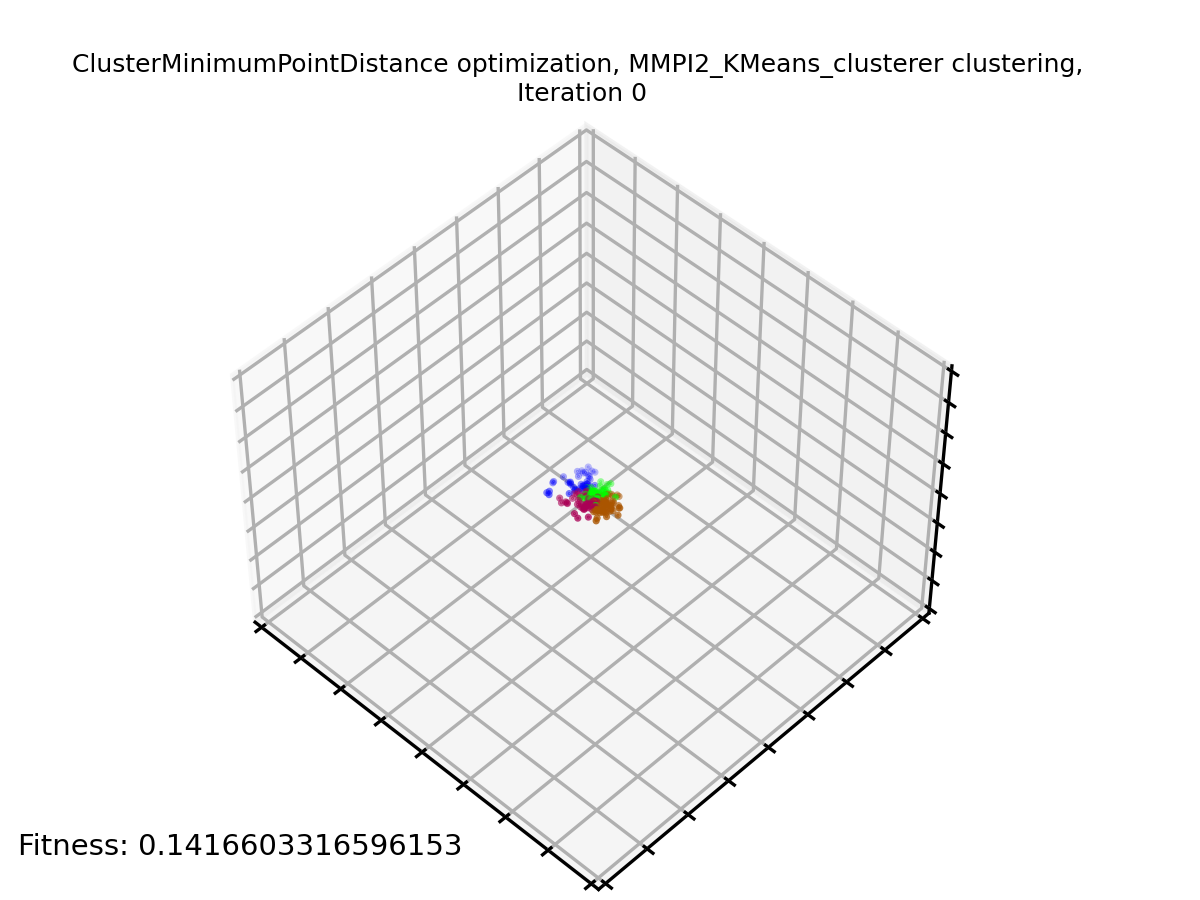 ClusterMinimumPointDistance optimization, MMPI2_KMeans_clusterer clustering,
Iteration 0
Fitness: 0.1416603316596153